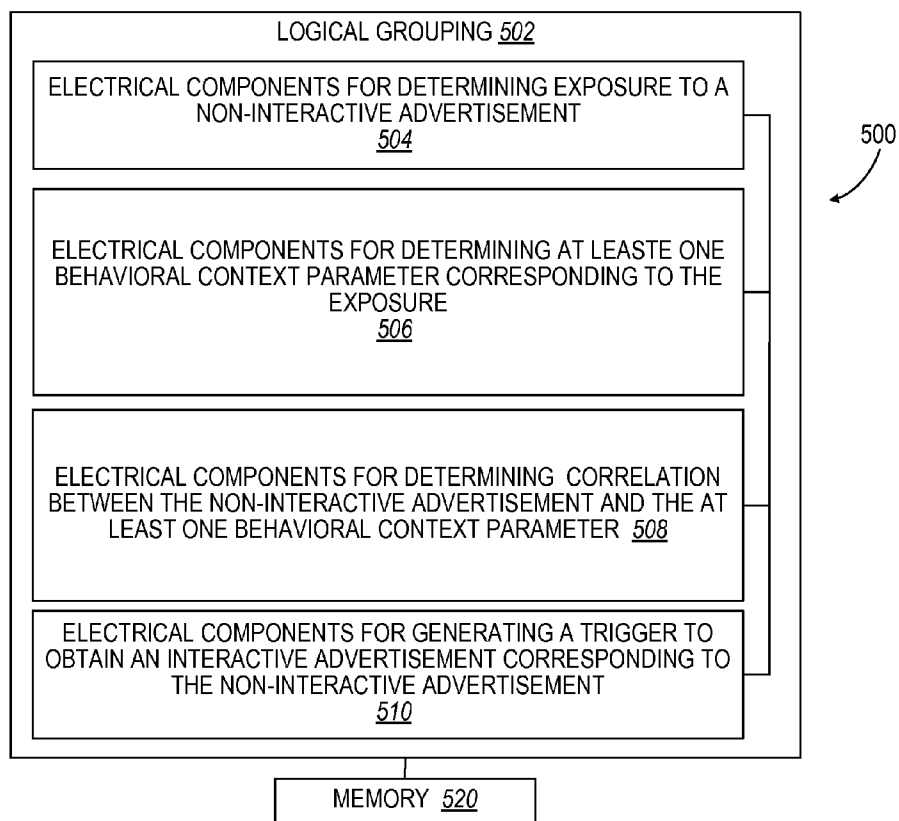 LOGICAL GROUPING 502
ELECTRICAL COMPONENTS FOR DETERMINING EXPOSURE TO A
NON-INTERACTIVE ADVERTISEMENT
504
500
ELECTRICAL COMPONENTS FOR DETERMINING AT LEASTE ONE
BEHAVIORAL CONTEXT PARAMETER CORRESPONDING TO THE
EXPOSURE
506
ELECTRICAL COMPONENTS FOR DETERMINING CORRELATION
BETWEEN THE NON-INTERACTIVE ADVERTISEMENT AND THE AT
LEAST ONE BEHAVIORAL CONTEXT PARAMETER 508
ELECTRICAL COMPONENTS FOR GENERATING A TRIGGER TO
OBTAIN AN INTERACTIVE ADVERTISEMENT CORRESPONDING TO
THE NON-INTERACTIVE ADVERTISEMENT
510
MEMORY 520